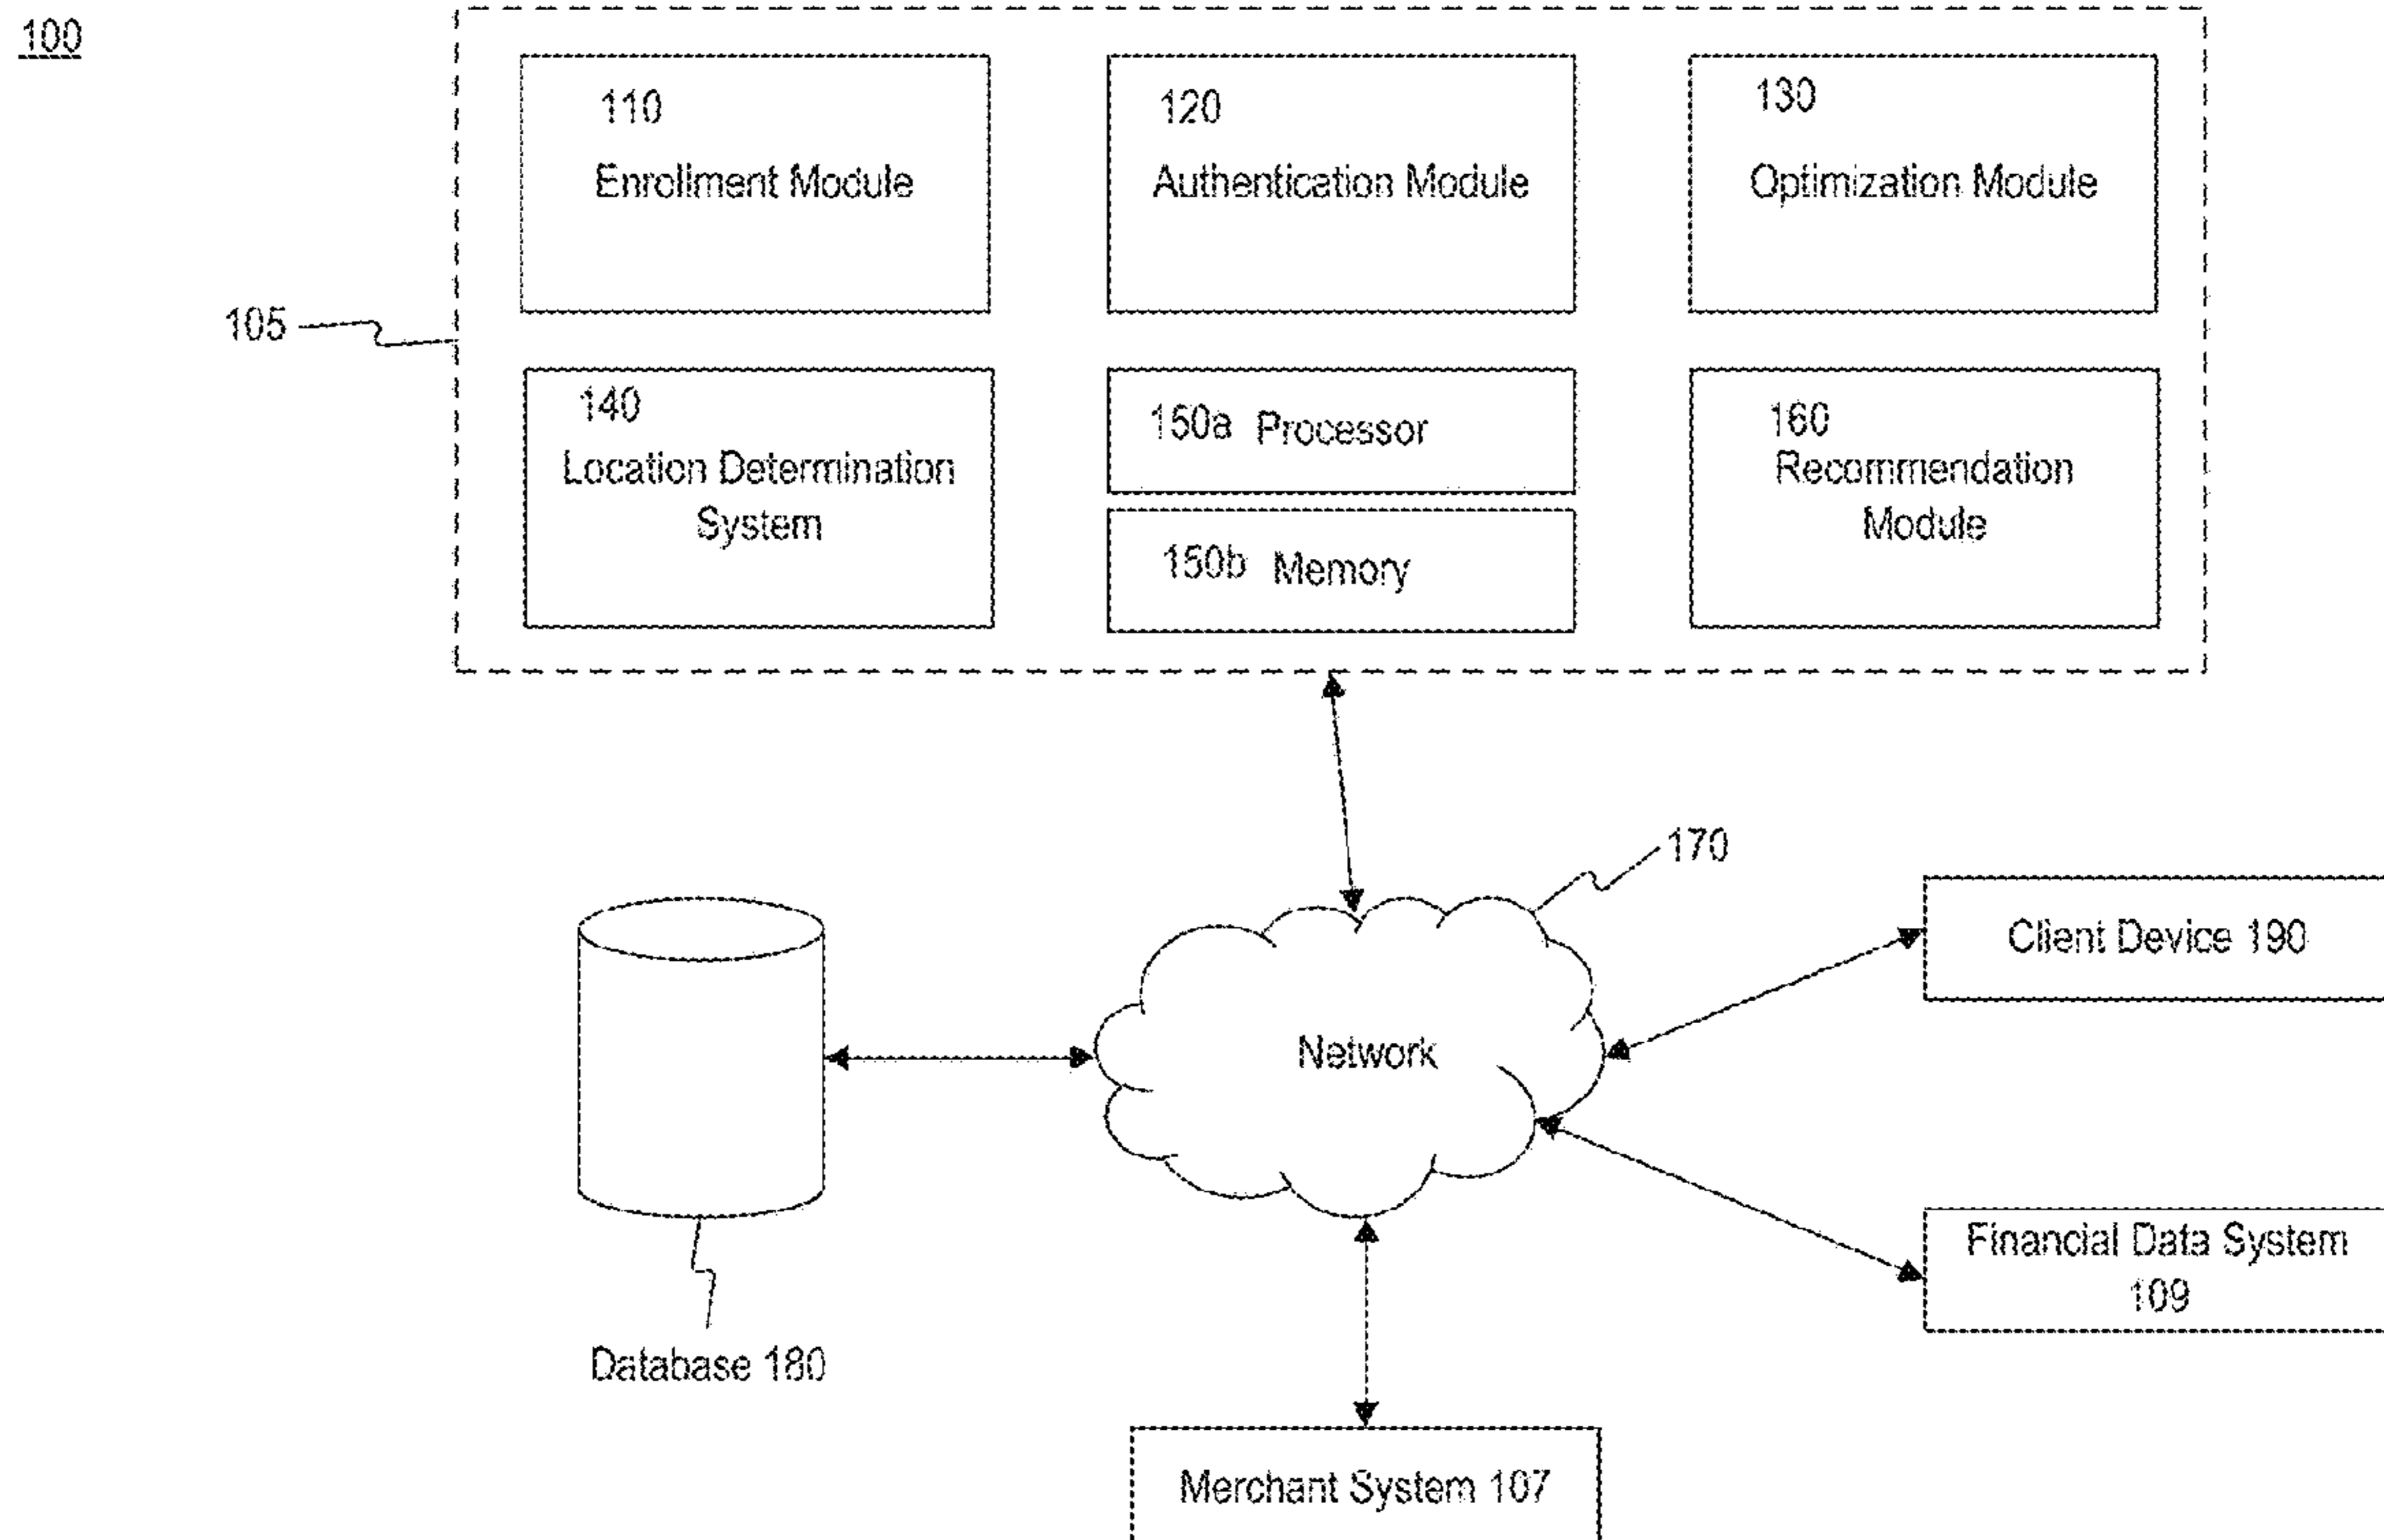 100
110
Enrollment Module
120
Authentication Module
130
Optimization Module
105
140
Location Determination
System
150a Processor
150b Memory
160
Recommendation
Module
170
Client Device 190
Network
Financial Data System
109
Database 180
Merchant System 107